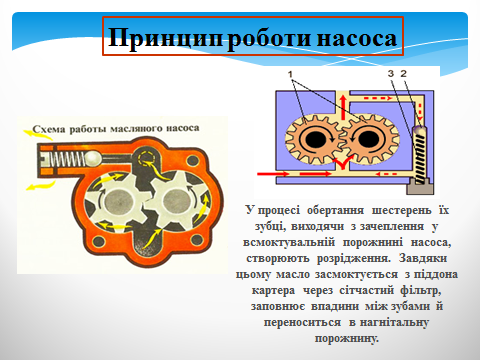 Принцип роботи насоса
Схема работы масляного насоса
1 3 2
У процесі обертання шестерень їх
зубці, виходячи з зачеплення у
всмоктувальній порожнині насоса,
створюють розрідження. Завдяки
цьому масло засмоктується з піддона
картера через сітчастий фільтр,
заповнює впадини між зубами й
переноситься в нагнітальну
порожнину.